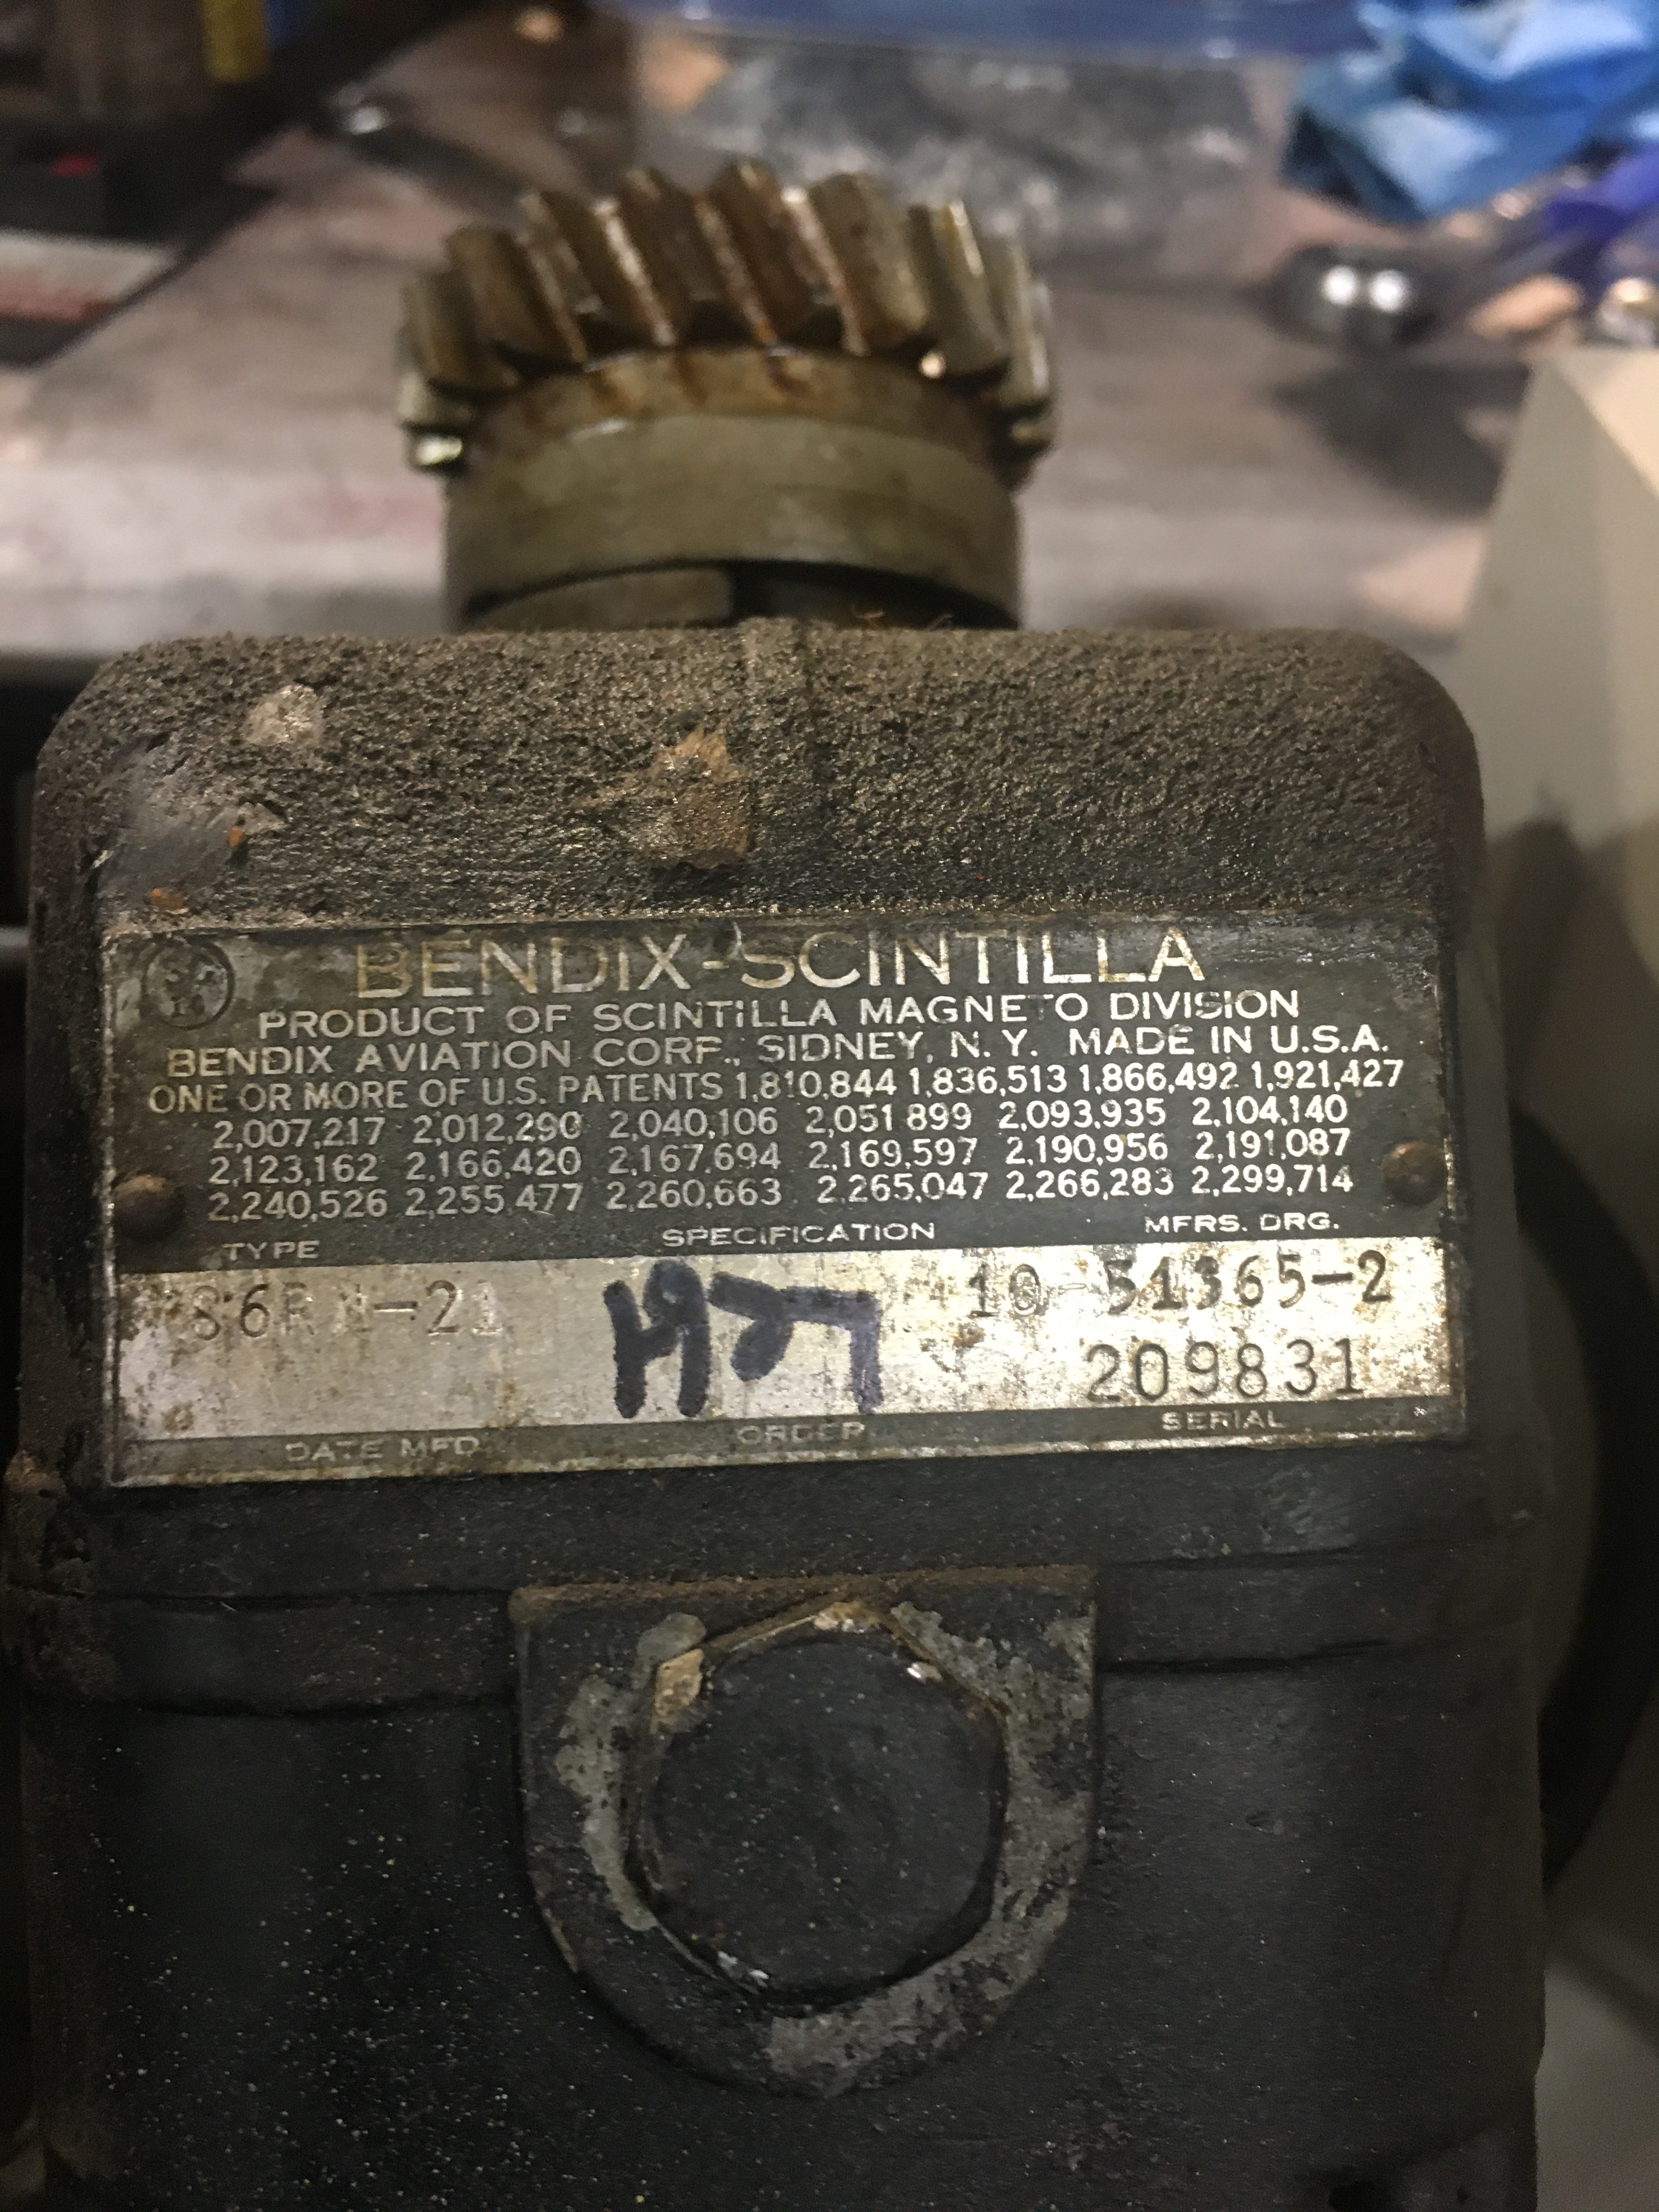 BENDIX-SCINTILLA
PRODUCT OF SCINTILLA MAGNETO DIVISION
BENDIX AVIATION CORP., SIDNEY, N. Y. MADE IN U.S.A.
ONE OR MORE OF U.S. PATENTS 1,810,844 1,836,513 1,866,492 1,921,427
2,007,217 2,012,290 2,040,106 2,051,899 2,093,935 2,104,140
2,123,162 2,166,420 2,167,694 2,169,597 2,190,956 2,191,087
2,240,526 2,255,477 2,260,663 2,265,047 2,266,283 2,299,714
TYPE SPECIFICATION MFRS. DRG.
10-51365-2
209831
DATE MFD ORDER SERIAL